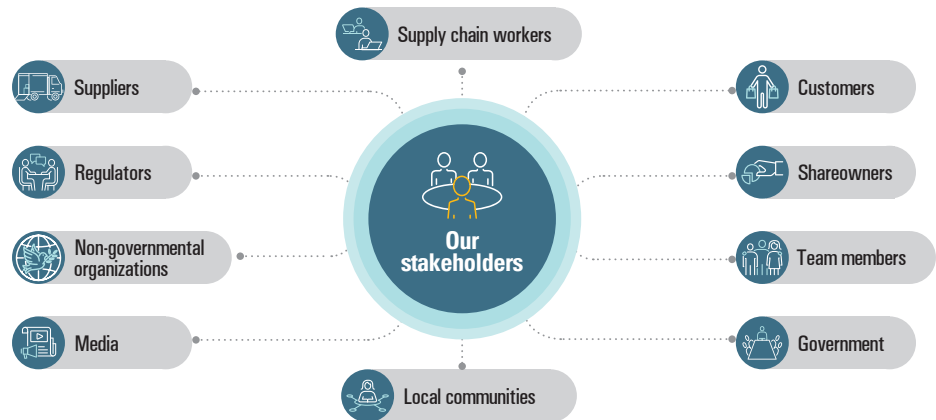 Supply chain workers
Suppliers
Customers
Regulators
Shareowners
Our
stakeholders
Non-governmental
organizations
Team members
Media
Government
Local communities